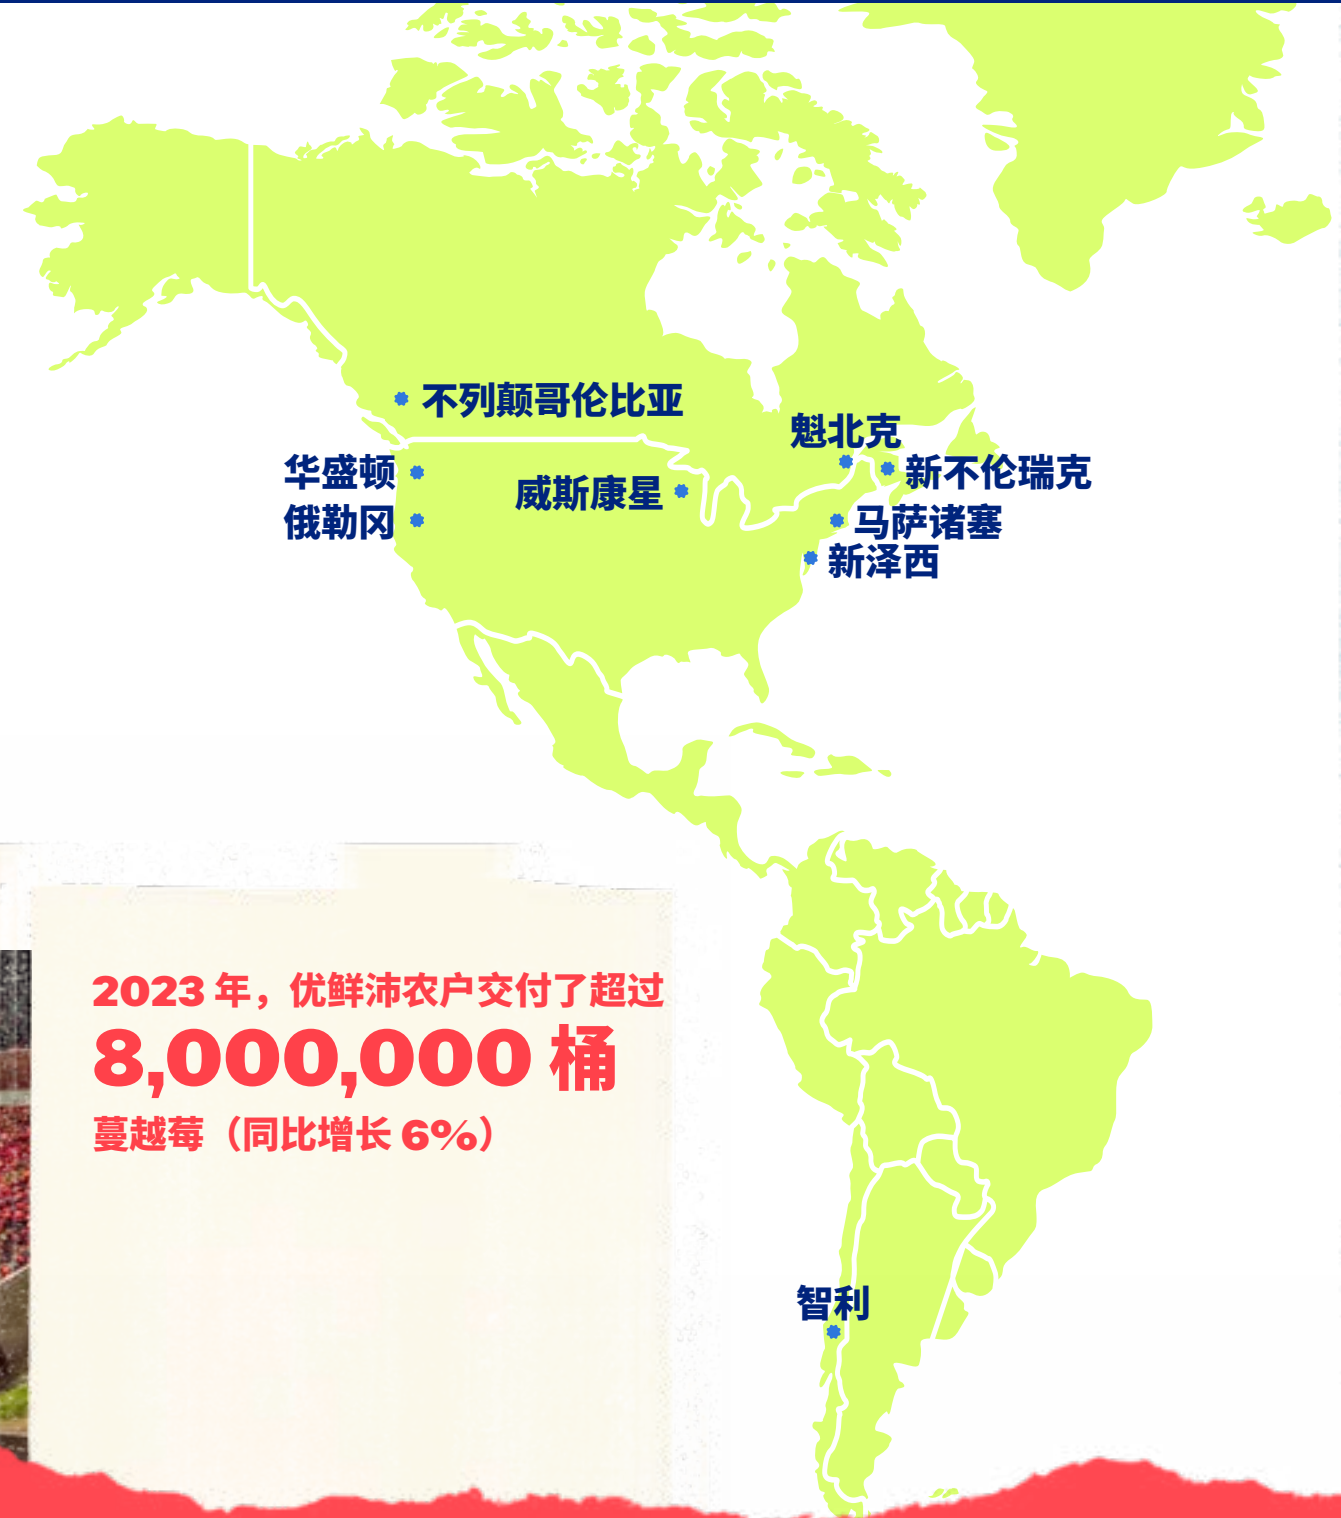 不列颠哥伦比亚
魁北克
华盛顿
新不伦瑞克
威斯康星
俄勒冈
马萨诸塞
新泽西
2023 年，优鲜沛农户交付了超过
8,000,000 桶
蔓越莓（同比增长 6%）
智利